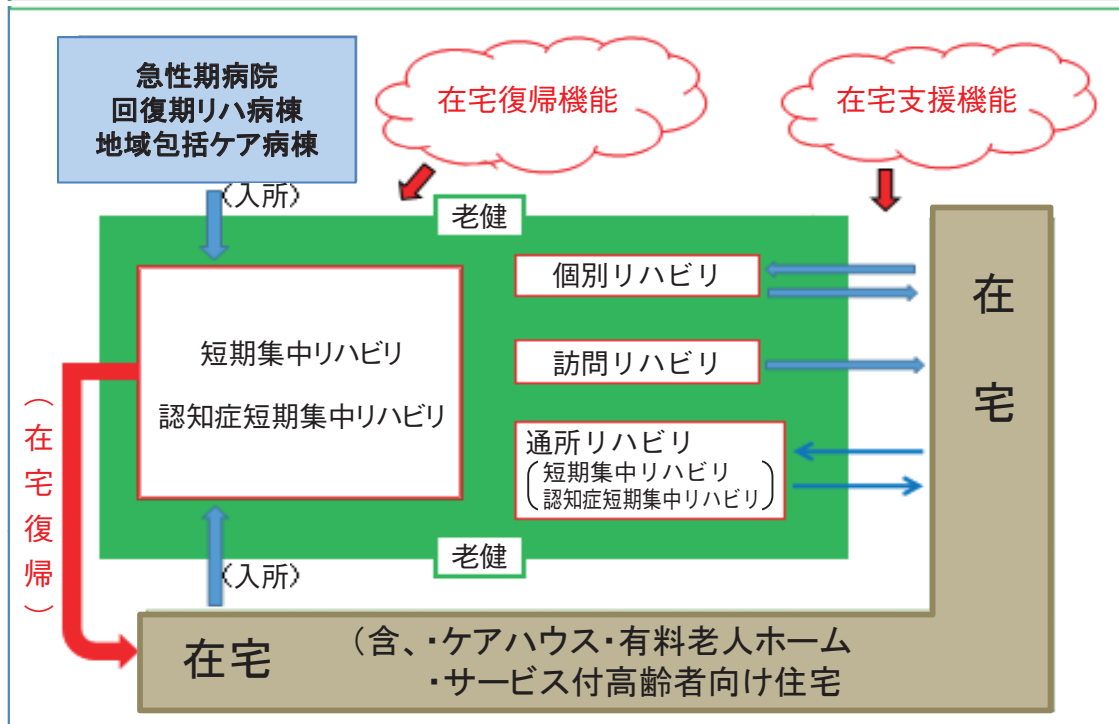 急性期病院
回復期リハ病棟
地域包括ケア病棟
在宅復帰機能
在宅支援機能
(入所)
老健
短期集中リハビリ
認知症短期集中リハビリ
個別リハビリ
訪問リハビリ
通所リハビリ
(短期集中リハビリ
認知症短期集中リハビリ)
老健
(入所)
(在宅復帰)
在宅
在宅
(含、・ケアハウス・有料老人ホーム
・サービス付高齢者向け住宅